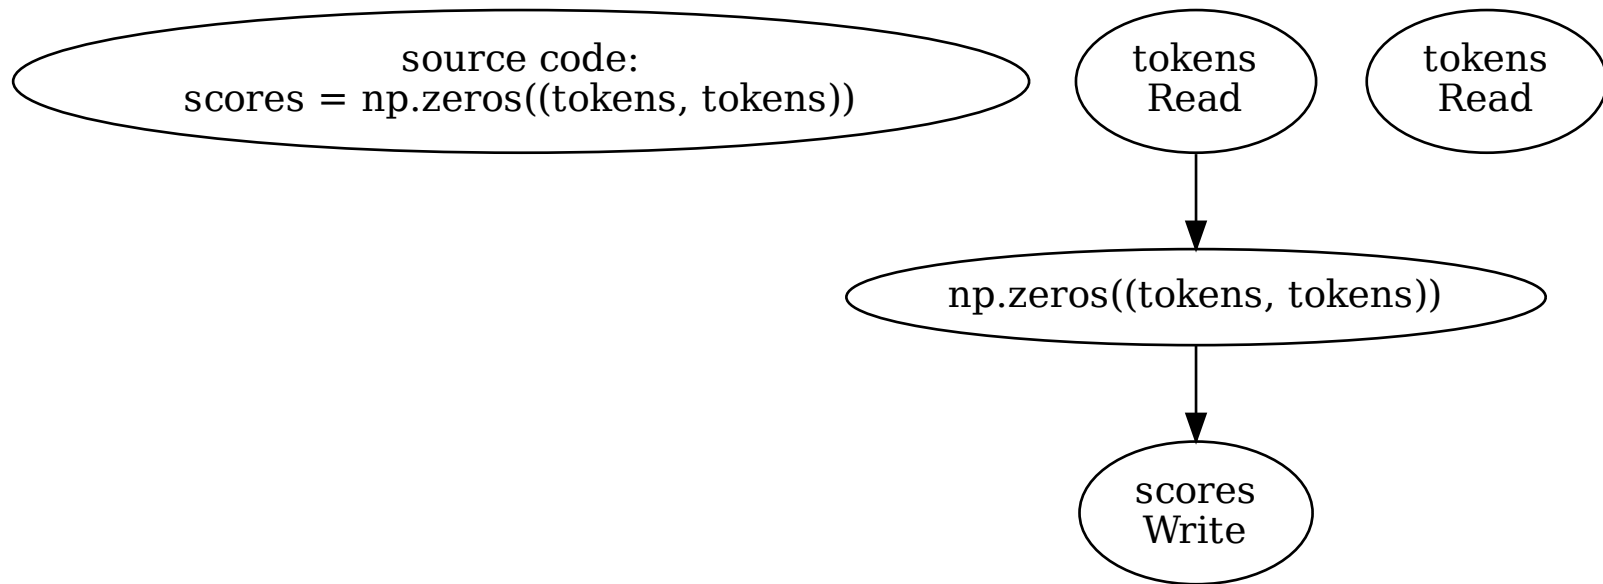 source code:
scores = np.zeros((tokens, tokens))
tokens
Read
tokens
Read
np.zeros((tokens, tokens))
scores
Write